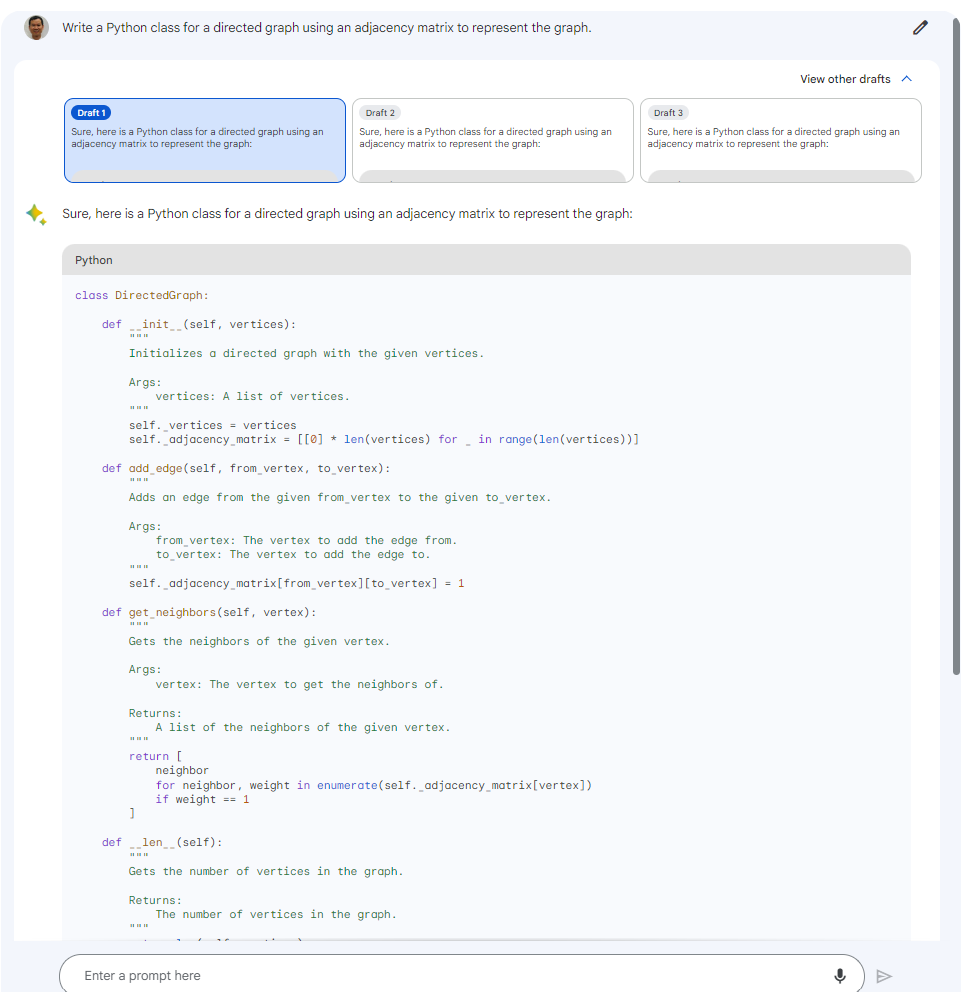 Write a Python class for a directed graph using an adjacency matrix to represent the graph.
View other drafts
Draft 1
Sure, here is a Python class for a directed graph using an
adjacency matrix to represent the graph:
Draft 2
Sure, here is a Python class for a directed graph using an
adjacency matrix to represent the graph:
Draft 3
Sure, here is a Python class for a directed graph using an
adjacency matrix to represent the graph:
Sure, here is a Python class for a directed graph using an adjacency matrix to represent the graph:
Python
class DirectedGraph:
    def __init__(self, vertices):
        """
        Initializes a directed graph with the given vertices.
        Args:
            vertices: A list of vertices.
        """
        self._vertices = vertices
        self._adjacency_matrix = [[0] * len(vertices) for _ in range(len(vertices))]
    def add_edge(self, from_vertex, to_vertex):
        """
        Adds an edge from the given from_vertex to the given to_vertex.
        Args:
            from_vertex: The vertex to add the edge from.
            to_vertex: The vertex to add the edge to.
        """
        self._adjacency_matrix[from_vertex][to_vertex] = 1
    def get_neighbors(self, vertex):
        """
        Gets the neighbors of the given vertex.
        Args:
            vertex: The vertex to get the neighbors of.
        Returns:
            A list of the neighbors of the given vertex.
        """
        return [
            neighbor
            for neighbor, weight in enumerate(self._adjacency_matrix[vertex])
            if weight == 1
        ]
    def __len__(self):
        """
        Gets the number of vertices in the graph.
        Returns:
            The number of vertices in the graph.
        """
Enter a prompt here